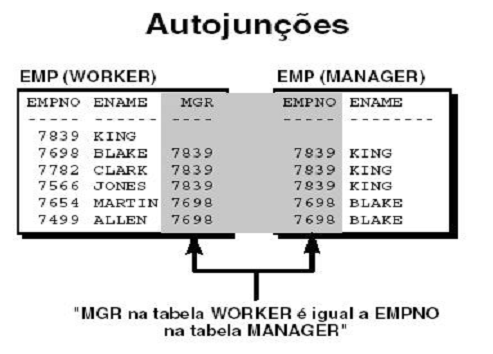 Autojunções
EMP (WORKER) EMP (MANAGER)
EMPNO ENAME MGR EMPNO ENAME
----- ------ ---- ----- --------
7839 KING
7698 BLAKE 7839 7839 KING
7782 CLARK 7839 7839 KING
7566 JONES 7839 7839 KING
7654 MARTIN 7698 7698 BLAKE
7499 ALLEN 7698 7698 BLAKE
"MGR na tabela WORKER é igual a EMPNO
na tabela MANAGER"